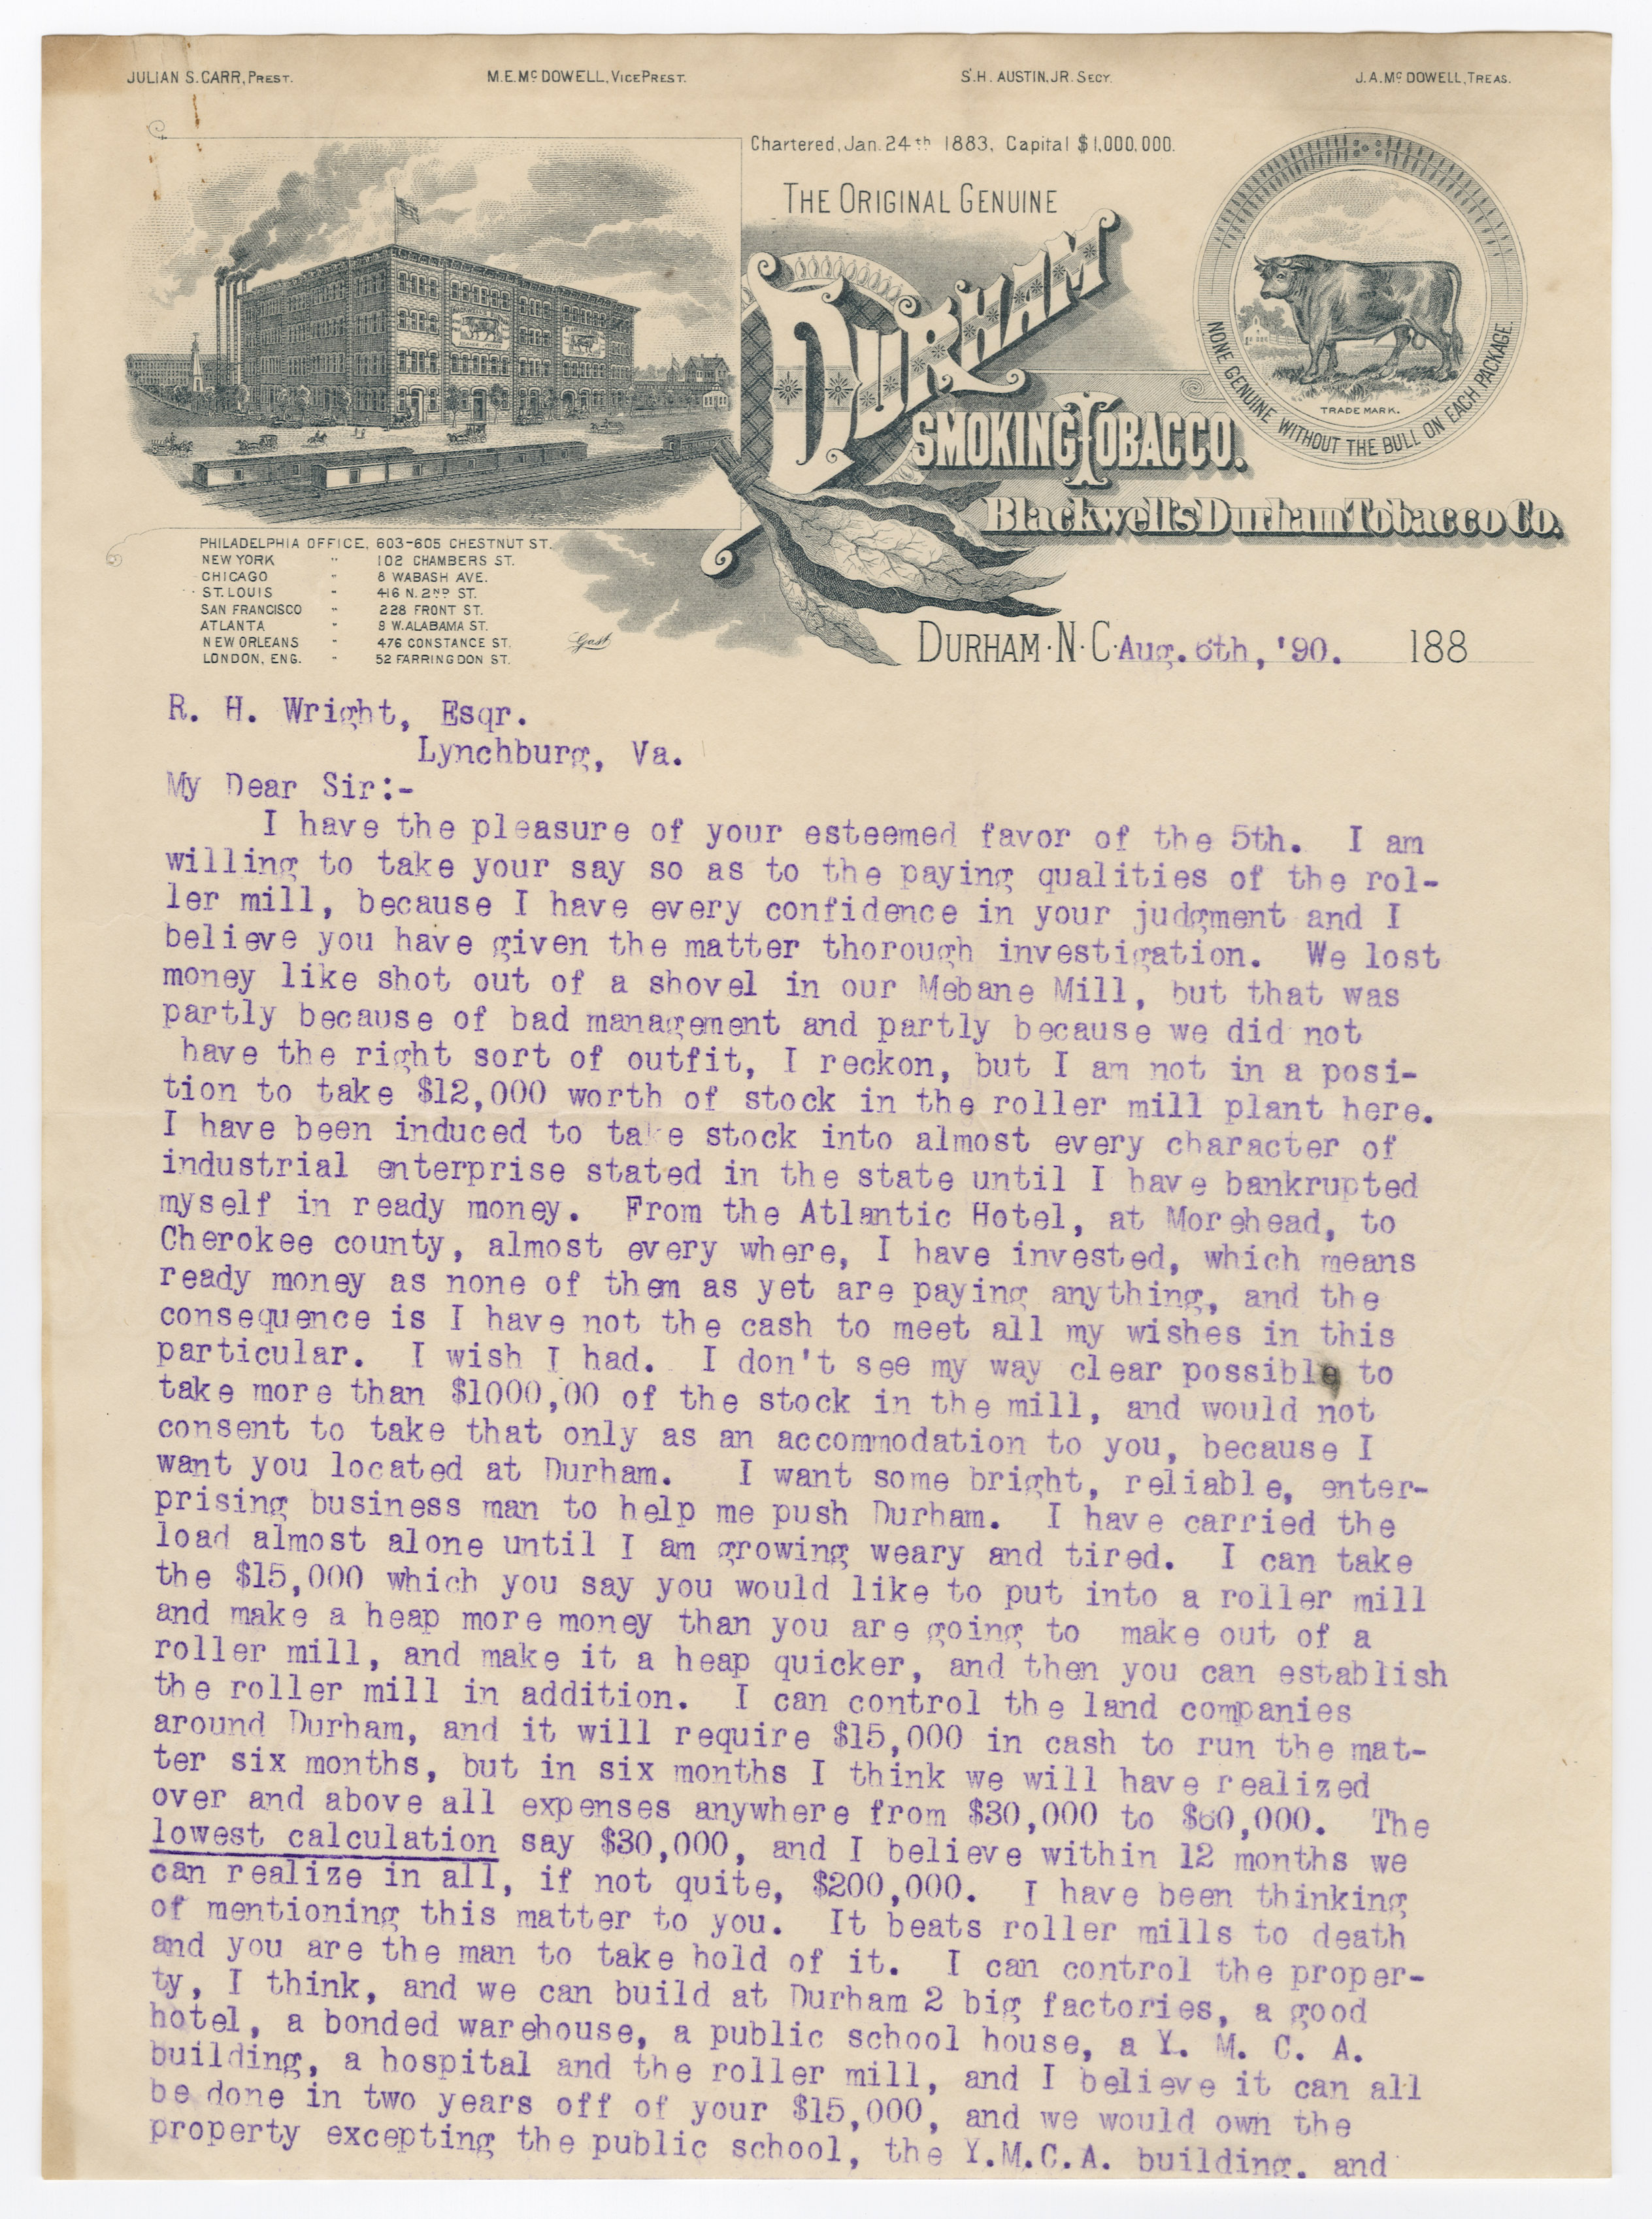 JULIAN S. CARR, PREST. M.E. McDOWELL, VICE PREST. S.H. AUSTIN, JR. SECY. J.A. McDOWELL, TREAS.
Chartered, Jan. 24th 1883, Capital $1,000,000.
THE ORIGINAL GENUINE
DURHAM
SMOKING TOBACCO.
Blackwell's Durham Tobacco Co.
TRADE MARK.
NONE GENUINE WITHOUT THE BULL ON EACH PACKAGE.
PHILADELPHIA OFFICE, 603-605 CHESTNUT ST.
NEW YORK " 102 CHAMBERS ST.
CHICAGO " 8 WABASH AVE.
ST. LOUIS " 416 N. 2ND ST.
SAN FRANCISCO " 228 FRONT ST.
ATLANTA " 9 W. ALABAMA ST.
NEW ORLEANS " 476 CONSTANCE ST.
LONDON, ENG. " 52 FARRINGDON ST.
Gast
DURHAM · N · C · Aug. 6th, '90. 188
R. H. Wright, Esqr.
Lynchburg, Va.
My Dear Sir:-
I have the pleasure of your esteemed favor of the 5th. I am
willing to take your say so as to the paying qualities of the rol-
ler mill, because I have every confidence in your judgment and I
believe you have given the matter thorough investigation. We lost
money like shot out of a shovel in our Mebane Mill, but that was
partly because of bad management and partly because we did not
have the right sort of outfit, I reckon, but I am not in a posi-
tion to take $12,000 worth of stock in the roller mill plant here.
I have been induced to take stock into almost every character of
industrial enterprise stated in the state until I have bankrupted
myself in ready money. From the Atlantic Hotel, at Morehead, to
Cherokee county, almost every where, I have invested, which means
ready money as none of them as yet are paying anything, and the
consequence is I have not the cash to meet all my wishes in this
particular. I wish I had. I don't see my way clear possible to
take more than $1000,00 of the stock in the mill, and would not
consent to take that only as an accommodation to you, because I
want you located at Durham. I want some bright, reliable, enter-
prising business man to help me push Durham. I have carried the
load almost alone until I am growing weary and tired. I can take
the $15,000 which you say you would like to put into a roller mill
and make a heap more money than you are going to make out of a
roller mill, and make it a heap quicker, and then you can establish
the roller mill in addition. I can control the land companies
around Durham, and it will require $15,000 in cash to run the mat-
ter six months, but in six months I think we will have realized
over and above all expenses anywhere from $30,000 to $60,000. The
lowest calculation say $30,000, and I believe within 12 months we
can realize in all, if not quite, $200,000. I have been thinking
of mentioning this matter to you. It beats roller mills to death
and you are the man to take hold of it. I can control the proper-
ty, I think, and we can build at Durham 2 big factories, a good
hotel, a bonded warehouse, a public school house, a Y. M. C. A.
building, a hospital and the roller mill, and I believe it can all
be done in two years off of your $15,000, and we would own the
property excepting the public school, the Y.M.C.A. building, and